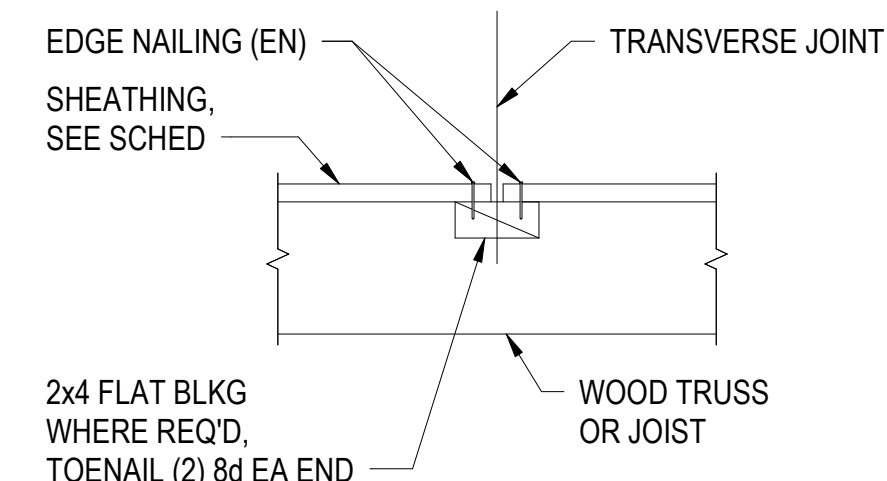 EDGE NAILING (EN)
TRANSVERSE JOINT
SHEATHING,
SEE SCHED
2x4 FLAT BLKG
WHERE REQ'D,
TOENAIL (2) 8d EA END
WOOD TRUSS
OR JOIST